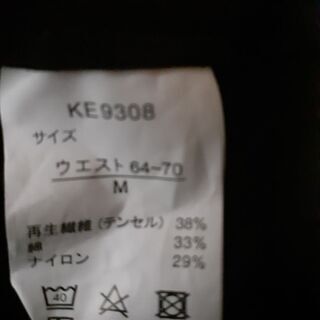 KE9308
サイズ
ウエスト64-70
M
再生繊維(テンセル) 38%
綿 33%
ナイロン 29%
40